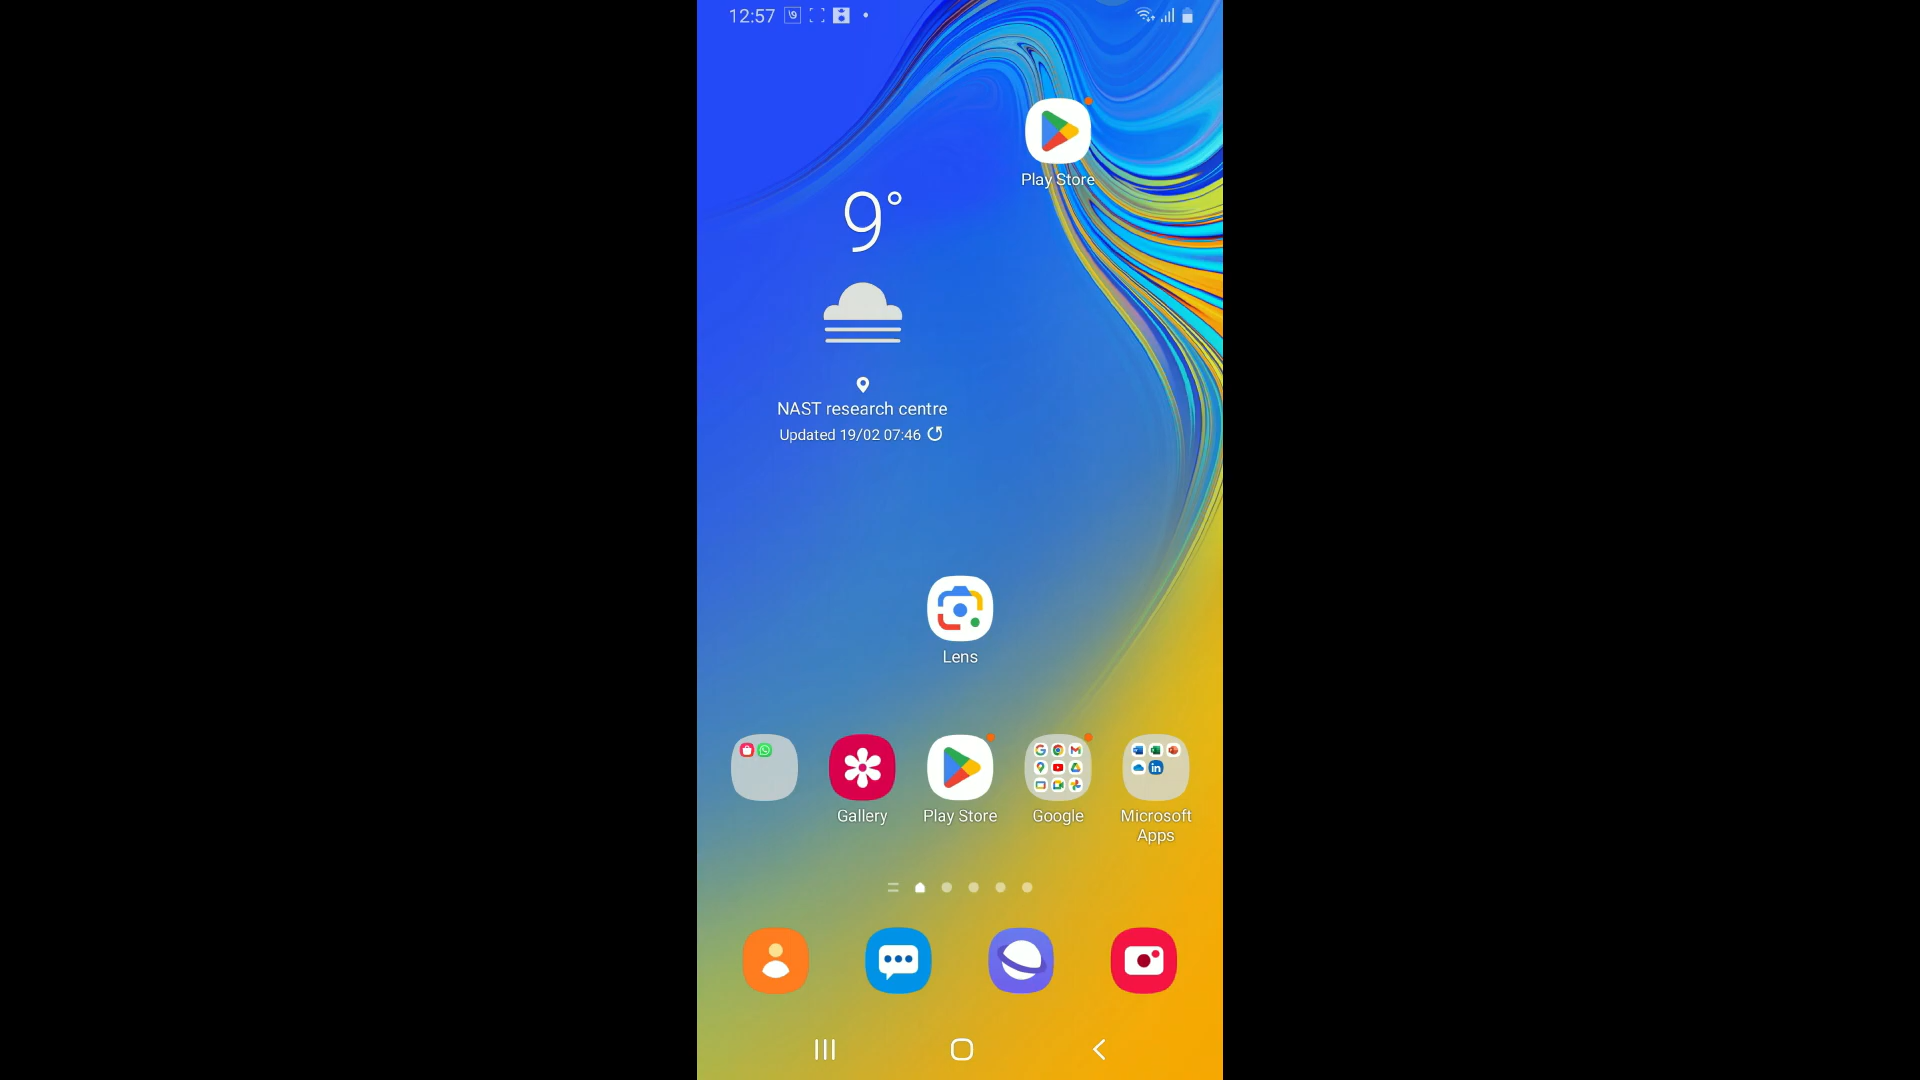 12:57
Play Store
9°
NAST research centre
Updated 19/02 07:46
Lens
Gallery
Play Store
Google
Microsoft
Apps